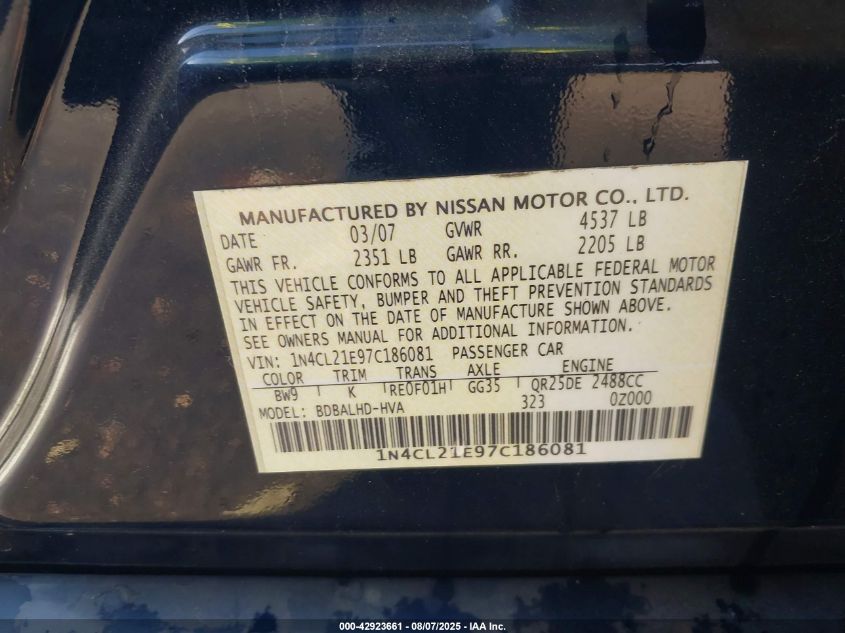 MANUFACTURED BY NISSAN MOTOR CO., LTD.
DATE 03/07 GVWR 4537 LB
GAWR FR. 2351 LB GAWR RR. 2205 LB
THIS VEHICLE CONFORMS TO ALL APPLICABLE FEDERAL MOTOR
VEHICLE SAFETY, BUMPER AND THEFT PREVENTION STANDARDS
IN EFFECT ON THE DATE OF MANUFACTURE SHOWN ABOVE.
SEE OWNERS MANUAL FOR ADDITIONAL INFORMATION.
VIN: 1N4CL21E97C186081 PASSENGER CAR
COLOR TRIM TRANS AXLE ENGINE
BW9 K RE0F01H GG35 QR25DE 2488CC
MODEL: BDBALHD-HVA 323 0Z000
1N4CL21E97C186081
000-42923661 - 08/07/2025 - IAA Inc.